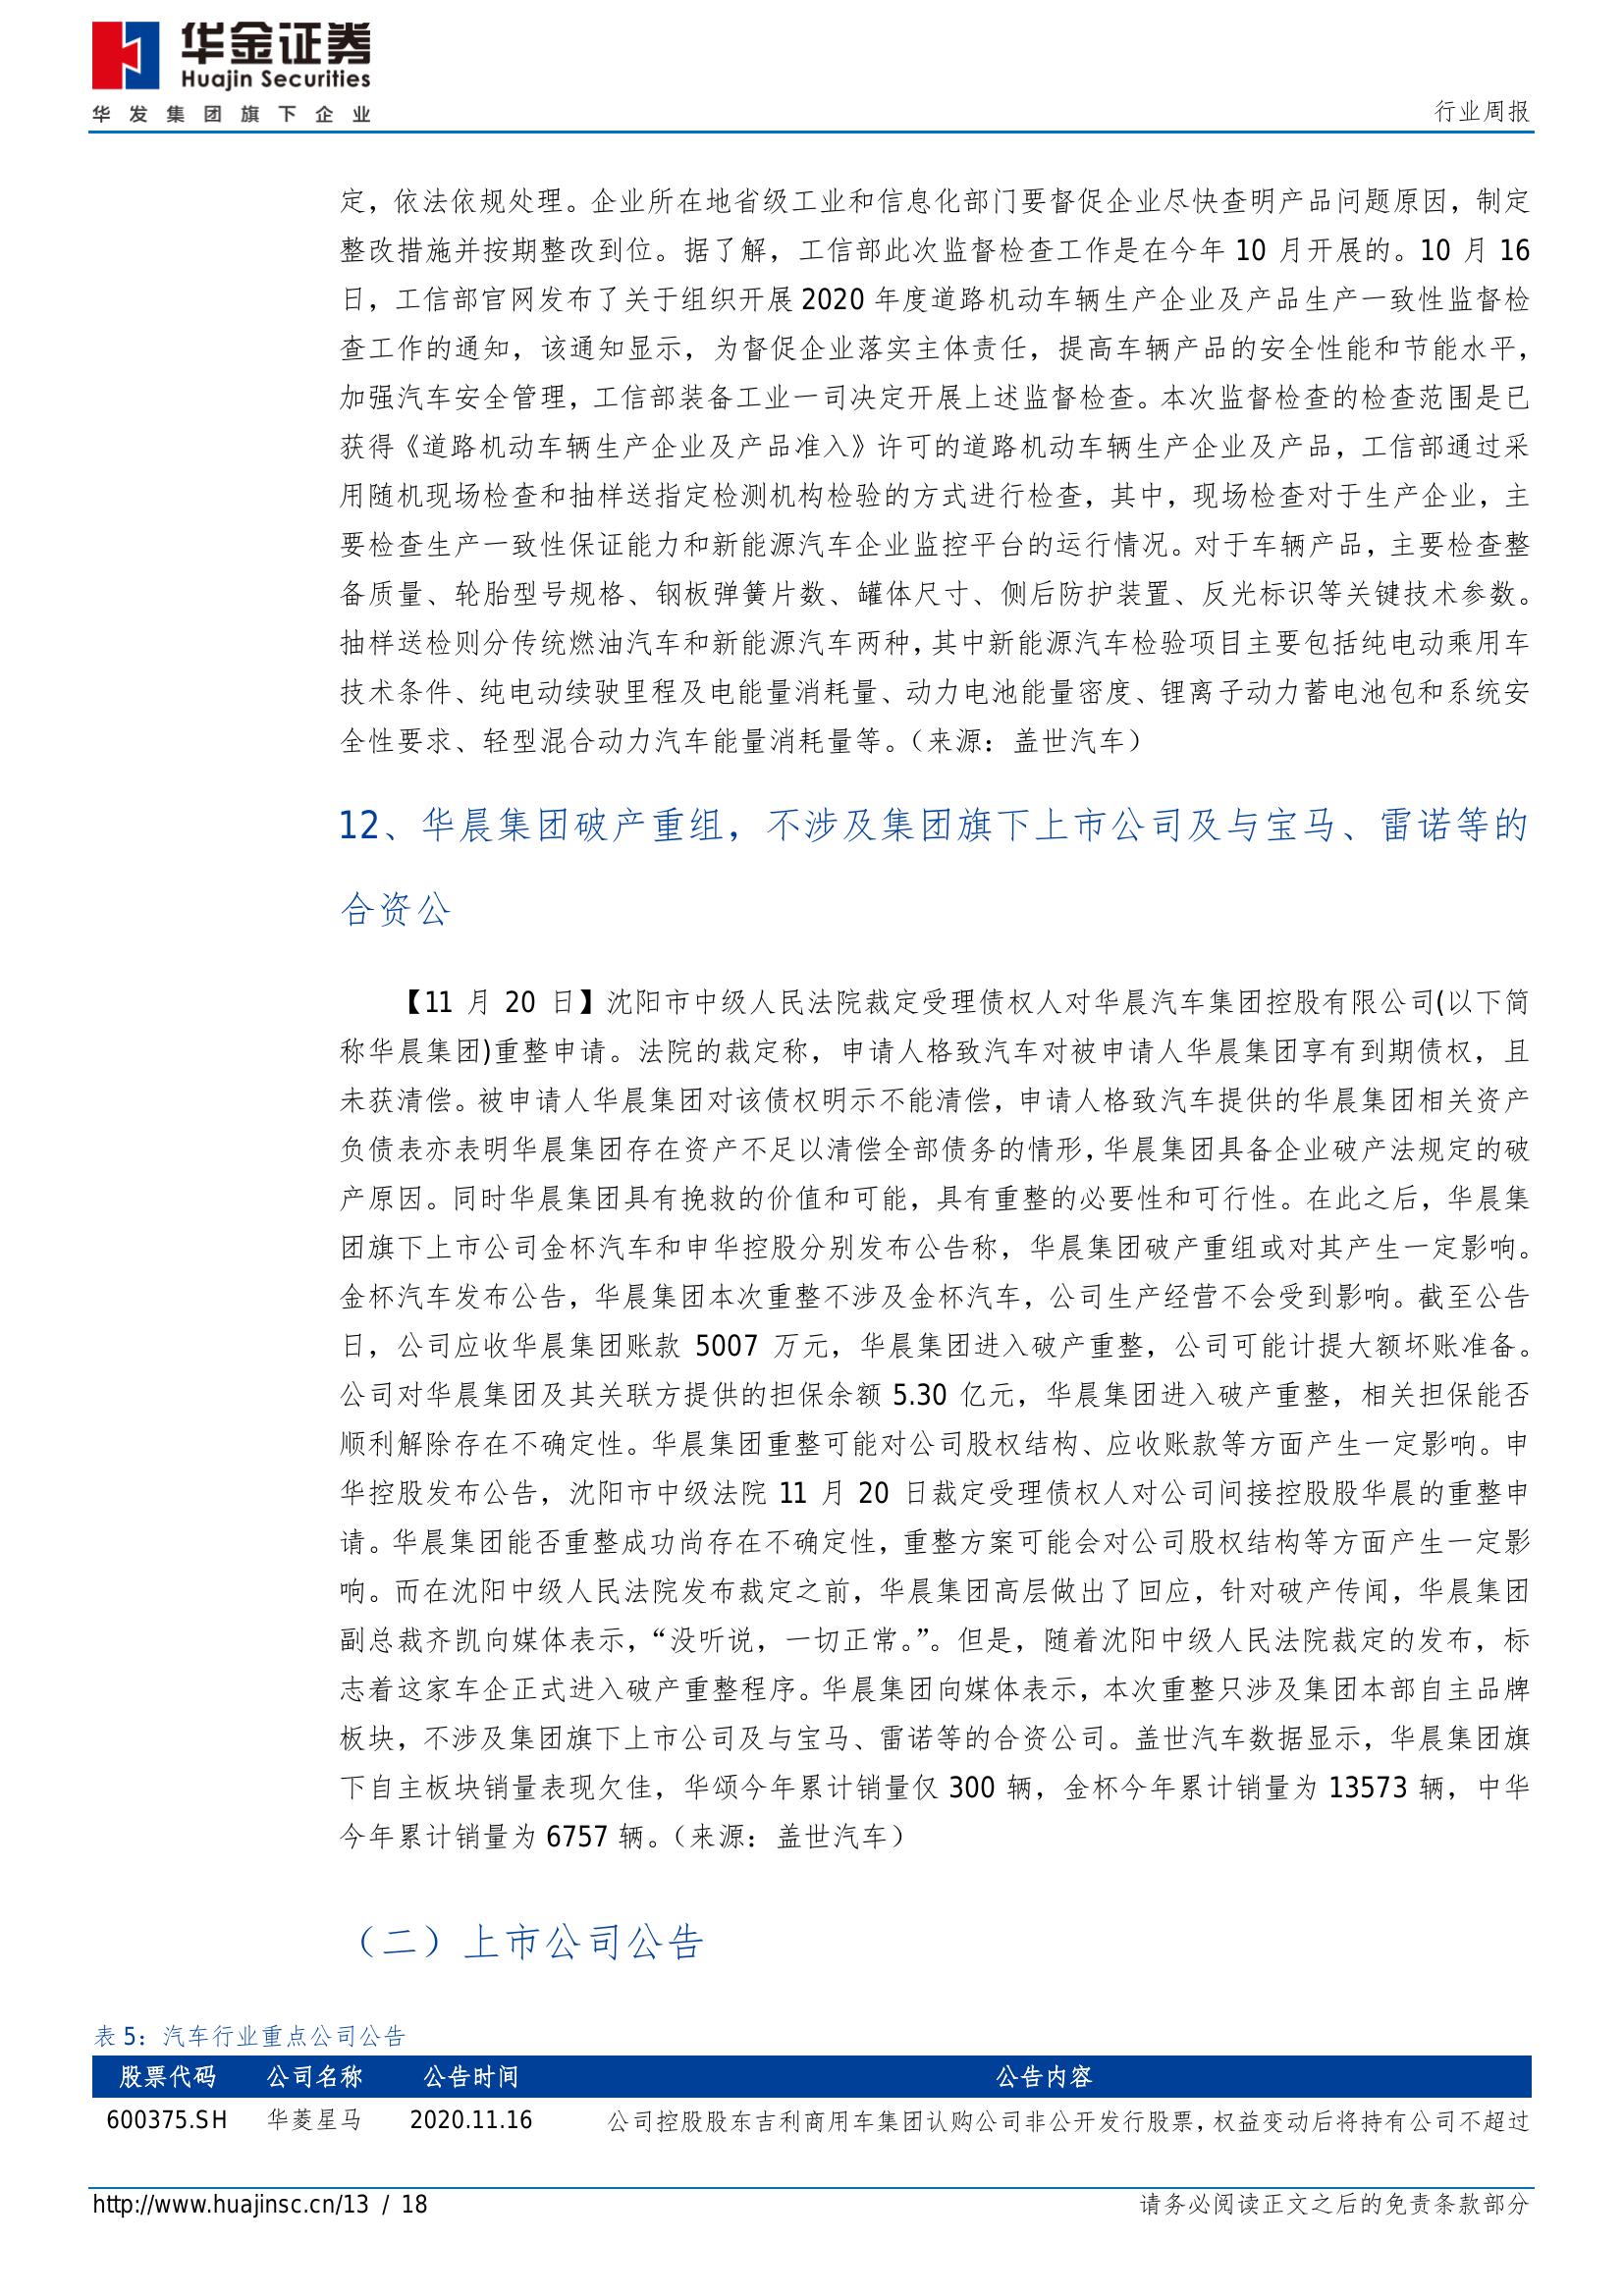 华金证券
Huajin Securities
华发集团旗下企业
行业周报
定，依法依规处理。企业所在地省级工业和信息化部门要督促企业尽快查明产品问题原因，制定
整改措施并按期整改到位。据了解，工信部此次监督检查工作是在今年 10 月开展的。10 月 16
日，工信部官网发布了关于组织开展 2020 年度道路机动车辆生产企业及产品生产一致性监督检
查工作的通知，该通知显示，为督促企业落实主体责任，提高车辆产品的安全性能和节能水平，
加强汽车安全管理，工信部装备工业一司决定开展上述监督检查。本次监督检查的检查范围是已
获得《道路机动车辆生产企业及产品准入》许可的道路机动车辆生产企业及产品，工信部通过采
用随机现场检查和抽样送指定检测机构检验的方式进行检查，其中，现场检查对于生产企业，主
要检查生产一致性保证能力和新能源汽车企业监控平台的运行情况。对于车辆产品，主要检查整
备质量、轮胎型号规格、钢板弹簧片数、罐体尺寸、侧后防护装置、反光标识等关键技术参数。
抽样送检则分传统燃油汽车和新能源汽车两种，其中新能源汽车检验项目主要包括纯电动乘用车
技术条件、纯电动续驶里程及电能量消耗量、动力电池能量密度、锂离子动力蓄电池包和系统安
全性要求、轻型混合动力汽车能量消耗量等。（来源：盖世汽车）
12、华晨集团破产重组，不涉及集团旗下上市公司及与宝马、雷诺等的
合资公
【11 月 20 日】沈阳市中级人民法院裁定受理债权人对华晨汽车集团控股有限公司(以下简
称华晨集团)重整申请。法院的裁定称，申请人格致汽车对被申请人华晨集团享有到期债权，且
未获清偿。被申请人华晨集团对该债权明示不能清偿，申请人格致汽车提供的华晨集团相关资产
负债表亦表明华晨集团存在资产不足以清偿全部债务的情形，华晨集团具备企业破产法规定的破
产原因。同时华晨集团具有挽救的价值和可能，具有重整的必要性和可行性。在此之后，华晨集
团旗下上市公司金杯汽车和申华控股分别发布公告称，华晨集团破产重组或对其产生一定影响。
金杯汽车发布公告，华晨集团本次重整不涉及金杯汽车，公司生产经营不会受到影响。截至公告
日，公司应收华晨集团账款 5007 万元，华晨集团进入破产重整，公司可能计提大额坏账准备。
公司对华晨集团及其关联方提供的担保余额 5.30 亿元，华晨集团进入破产重整，相关担保能否
顺利解除存在不确定性。华晨集团重整可能对公司股权结构、应收账款等方面产生一定影响。申
华控股发布公告，沈阳市中级法院 11 月 20 日裁定受理债权人对公司间接控股股华晨的重整申
请。华晨集团能否重整成功尚存在不确定性，重整方案可能会对公司股权结构等方面产生一定影
响。而在沈阳中级人民法院发布裁定之前，华晨集团高层做出了回应，针对破产传闻，华晨集团
副总裁齐凯向媒体表示，“没听说，一切正常。”。但是，随着沈阳中级人民法院裁定的发布，标
志着这家车企正式进入破产重整程序。华晨集团向媒体表示，本次重整只涉及集团本部自主品牌
板块，不涉及集团旗下上市公司及与宝马、雷诺等的合资公司。盖世汽车数据显示，华晨集团旗
下自主板块销量表现欠佳，华颂今年累计销量仅 300 辆，金杯今年累计销量为 13573 辆，中华
今年累计销量为 6757 辆。（来源：盖世汽车）
（二）上市公司公告
表 5：汽车行业重点公司公告
股票代码 公司名称 公告时间 公告内容
600375.SH 华菱星马 2020.11.16 公司控股股东吉利商用车集团认购公司非公开发行股票，权益变动后将持有公司不超过
http://www.huajinsc.cn/13 / 18 请务必阅读正文之后的免责条款部分